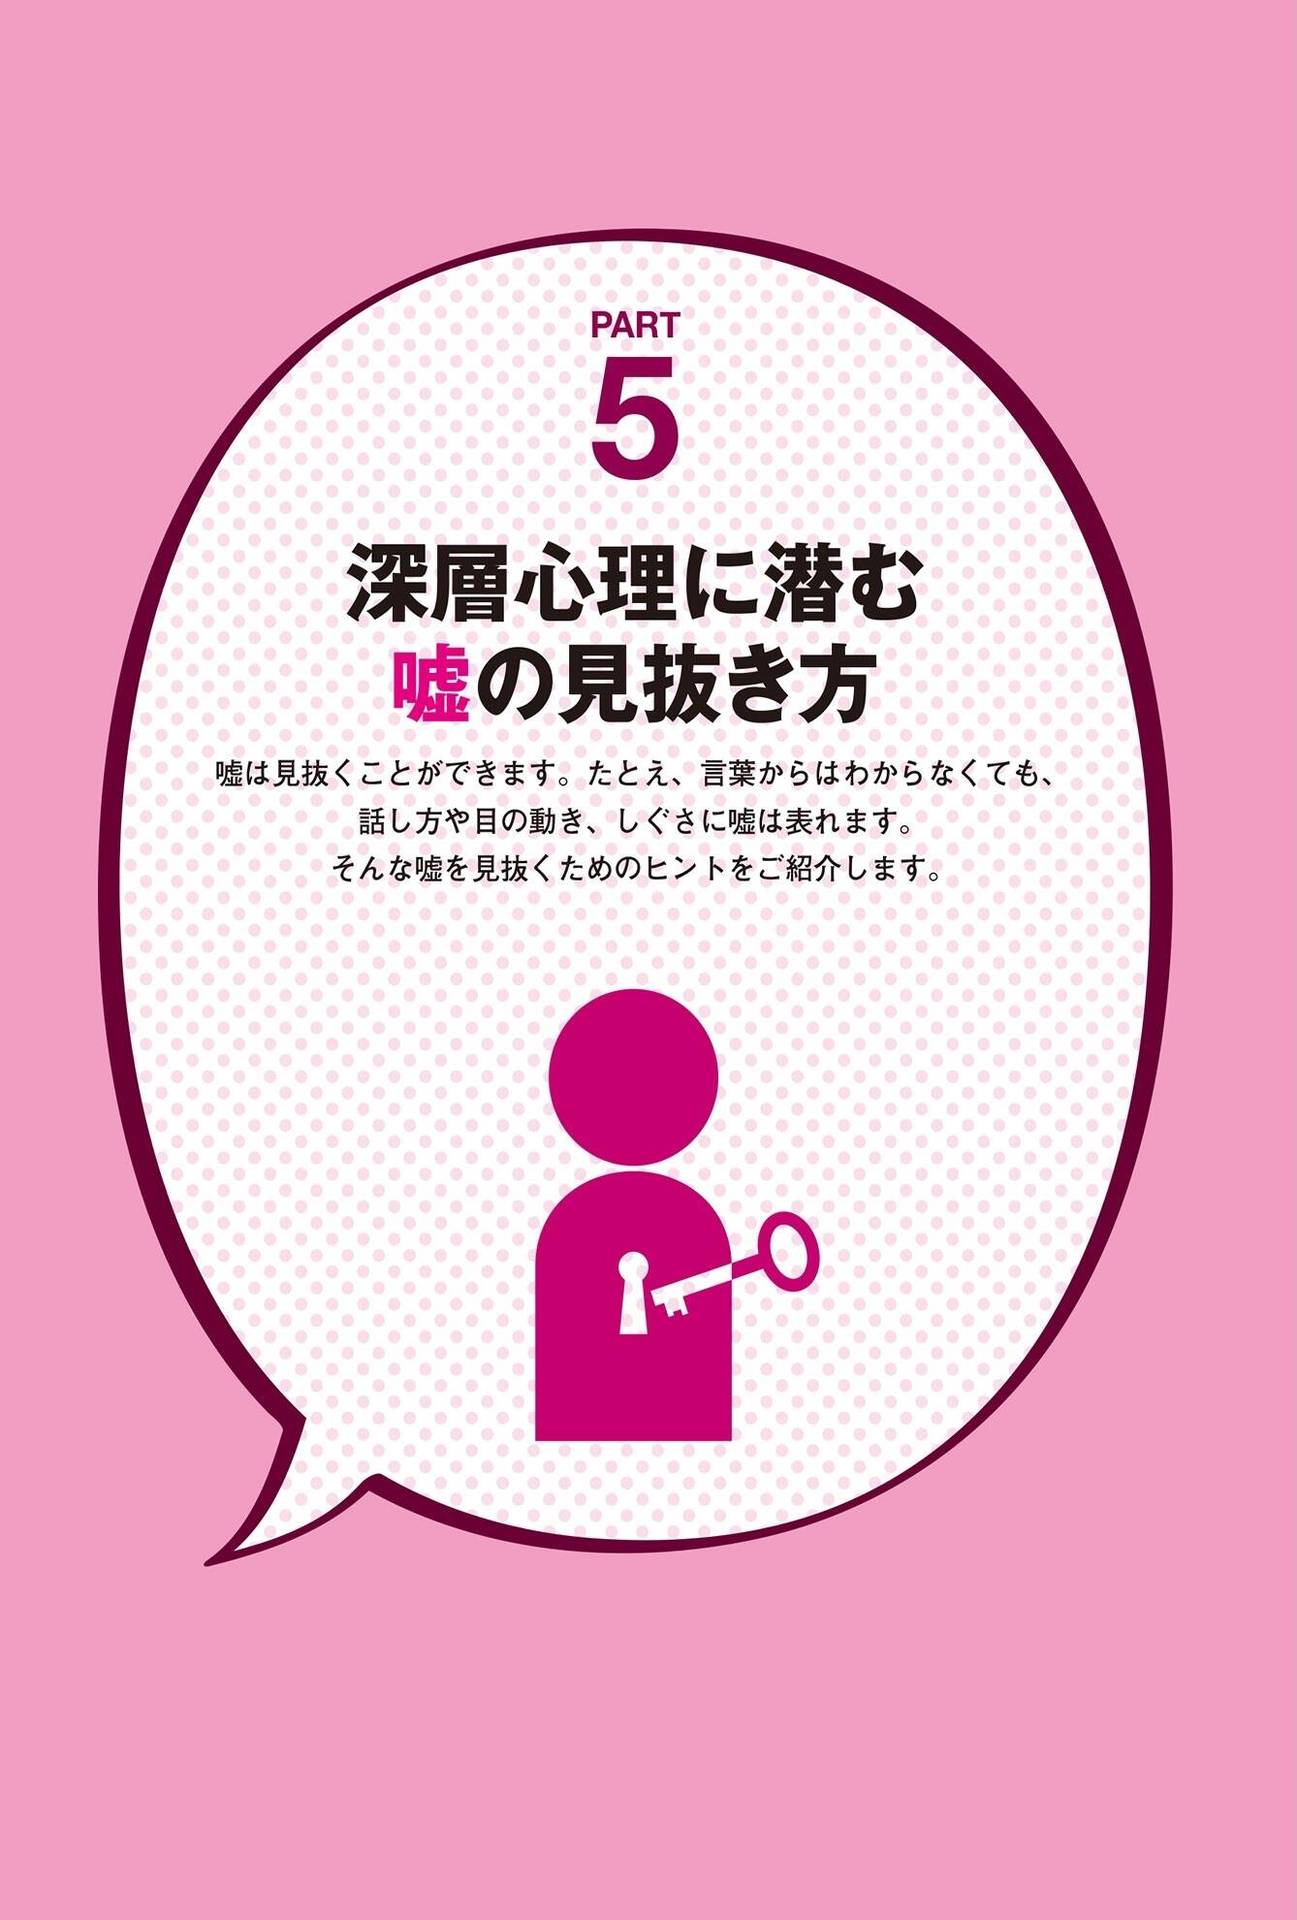 PART
5
深層心理に潜む
嘘の見抜き方
嘘は見抜くことができます。たとえ、言葉からはわからなくても、
話し方や目の動き、しぐさに嘘は表れます。
そんな嘘を見抜くためのヒントをご紹介します。